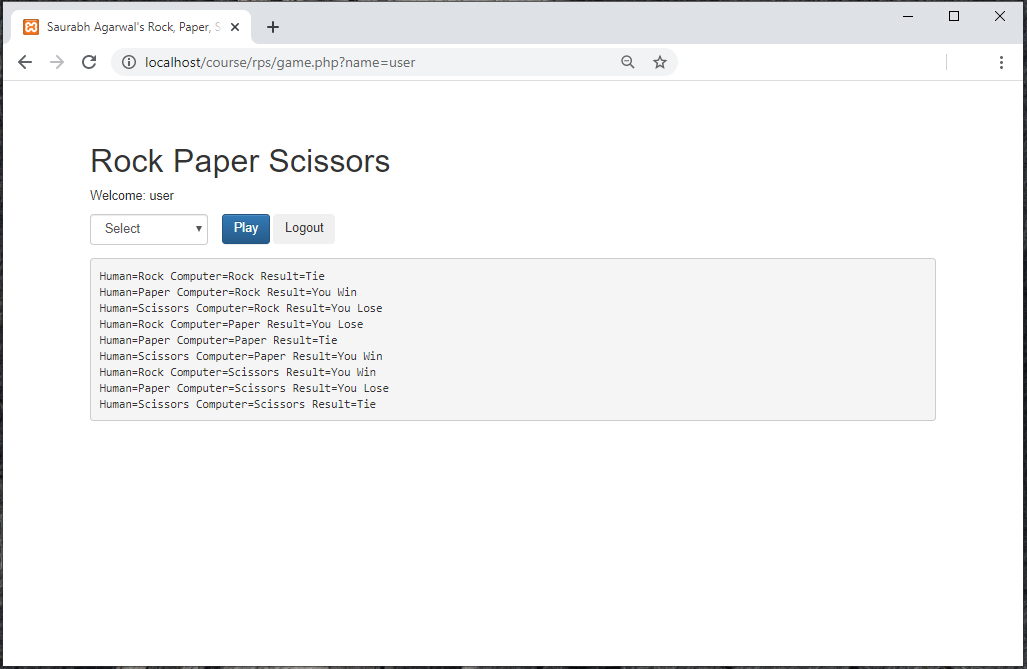 Saurabh Agarwal's Rock, Paper, S
localhost/course/rps/game.php?name=user
Rock Paper Scissors
Welcome: user
Select Play Logout
Human=Rock Computer=Rock Result=Tie
Human=Paper Computer=Rock Result=You Win
Human=Scissors Computer=Rock Result=You Lose
Human=Rock Computer=Paper Result=You Lose
Human=Paper Computer=Paper Result=Tie
Human=Scissors Computer=Paper Result=You Win
Human=Rock Computer=Scissors Result=You Win
Human=Paper Computer=Scissors Result=You Lose
Human=Scissors Computer=Scissors Result=Tie